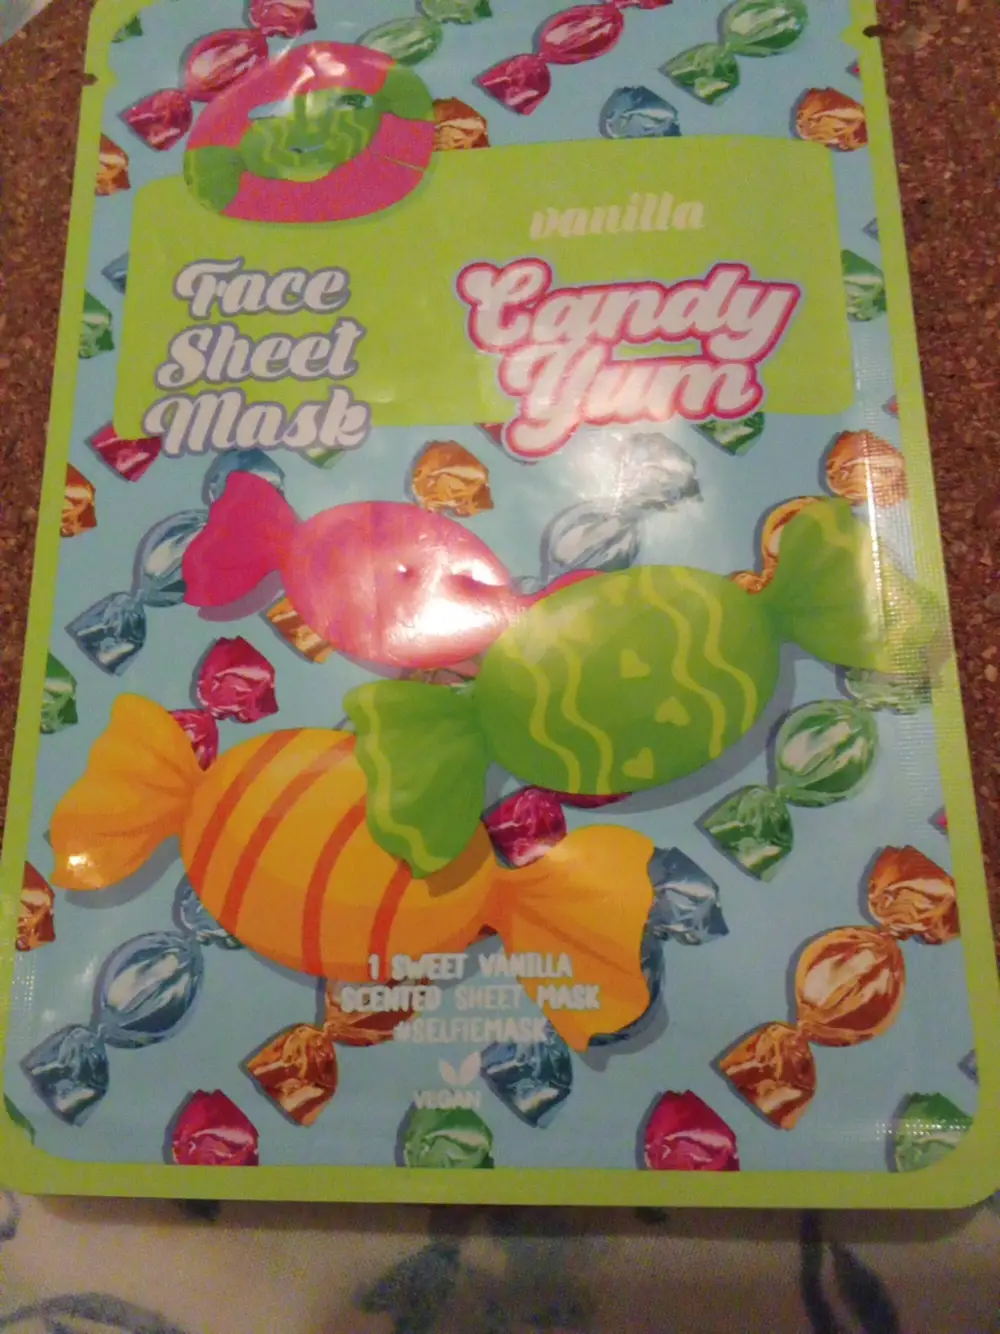 vanilla
Face
Sheet
Mask
Candy
Yum
1 SWEET VANILLA
SCENTED SHEET MASK
#SELFIEMASK
VEGAN